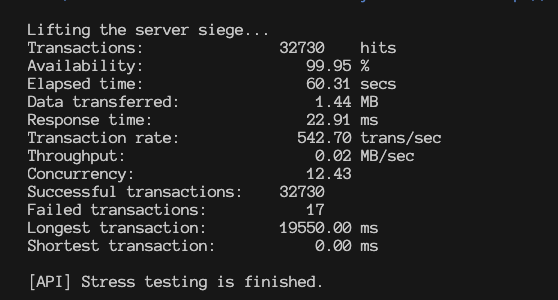 Lifting the server siege...
Transactions: 32730 hits
Availability: 99.95 %
Elapsed time: 60.31 secs
Data transferred: 1.44 MB
Response time: 22.91 ms
Transaction rate: 542.70 trans/sec
Throughput: 0.02 MB/sec
Concurrency: 12.43
Successful transactions: 32730
Failed transactions: 17
Longest transaction: 19550.00 ms
Shortest transaction: 0.00 ms
[API] Stress testing is finished.